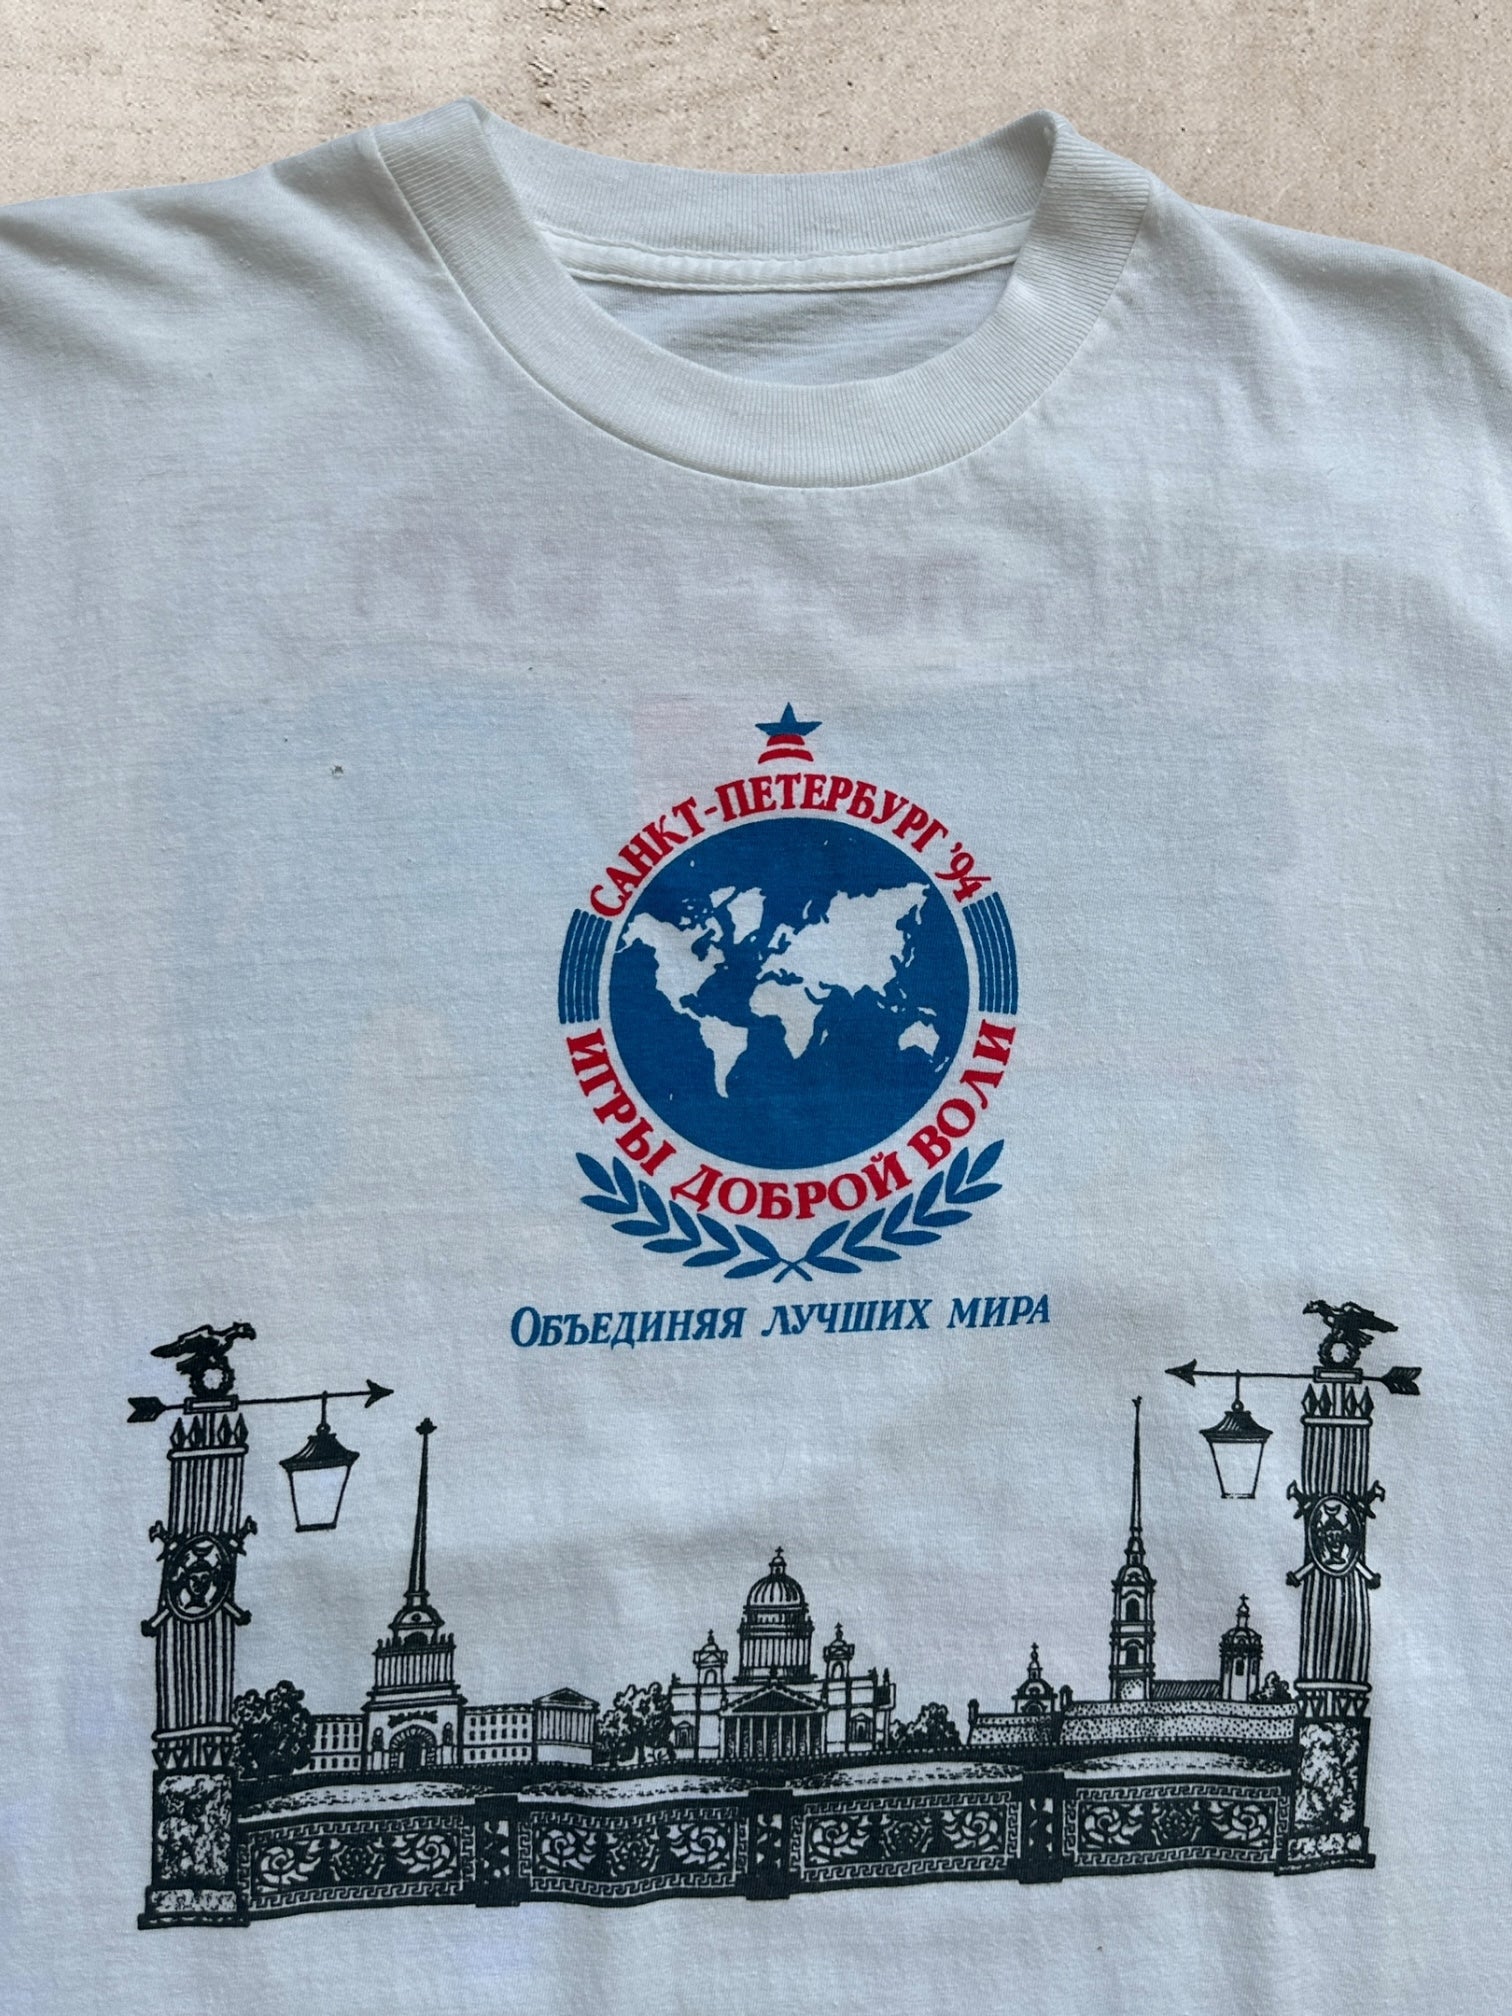 САНКТ-ПЕТЕРБУРГ '94
ИГРЫ ДОБРОЙ ВОЛИ
Объединяя лучших мира